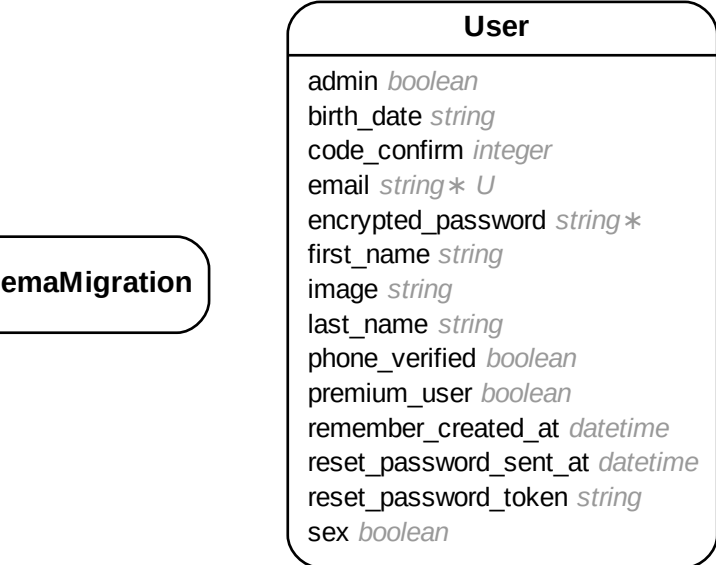 User
admin boolean
birth_date string
code_confirm integer
email string∗ U
encrypted_password string∗
first_name string
image string
last_name string
phone_verified boolean
premium_user boolean
remember_created_at datetime
reset_password_sent_at datetime
reset_password_token string
sex boolean
emaMigration